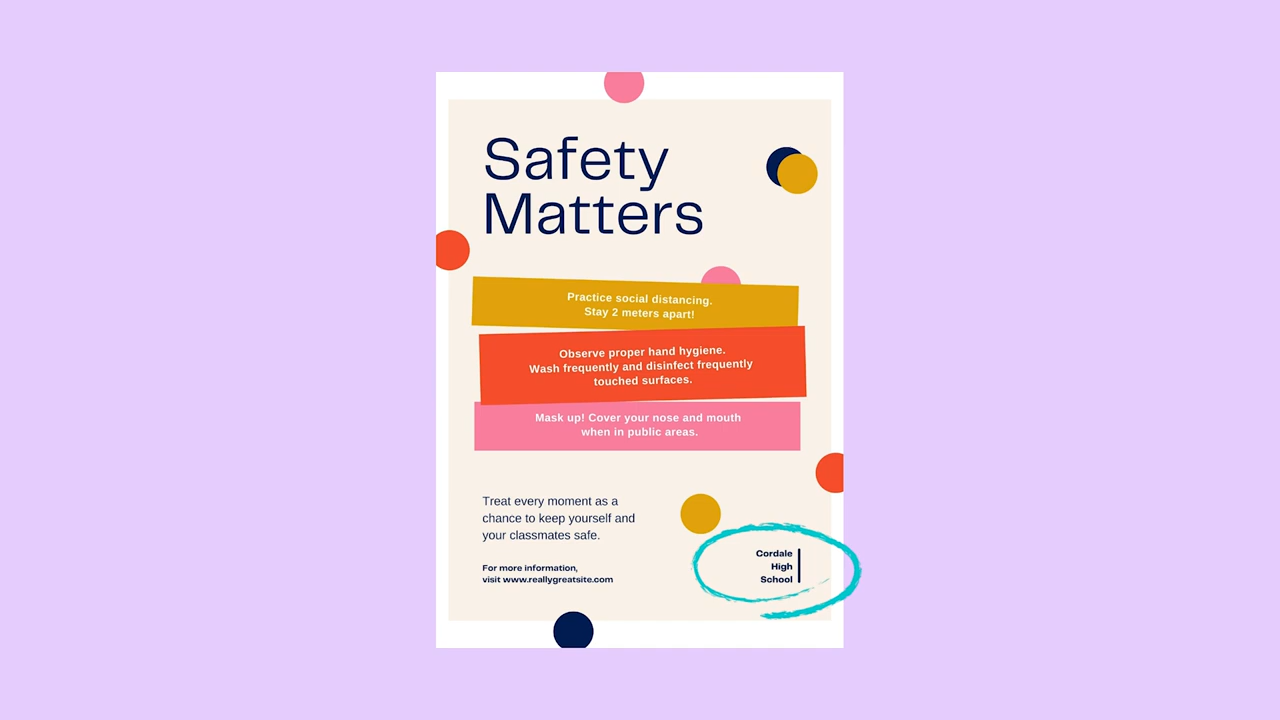 Safety
Matters
Practice social distancing.
Stay 2 meters apart!
Observe proper hand hygiene.
Wash frequently and disinfect frequently
touched surfaces.
Mask up! Cover your nose and mouth
when in public areas.
Treat every moment as a
chance to keep yourself and
your classmates safe.
For more information,
visit www.reallygreatsite.com
Cordale
High
School